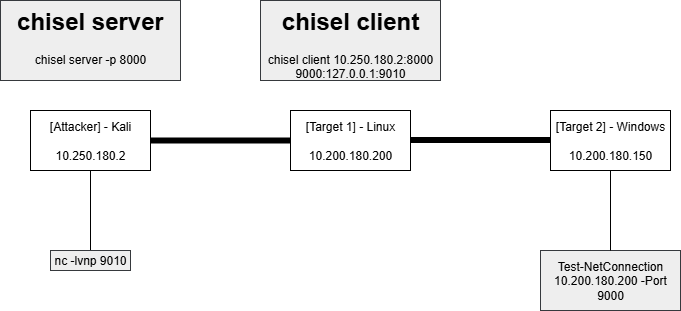 chisel server
chisel server -p 8000
chisel client
chisel client 10.250.180.2:8000
9000:127.0.0.1:9010
[Attacker] - Kali
10.250.180.2
[Target 1] - Linux
10.200.180.200
[Target 2] - Windows
10.200.180.150
nc -lvnp 9010
Test-NetConnection
10.200.180.200 -Port
9000